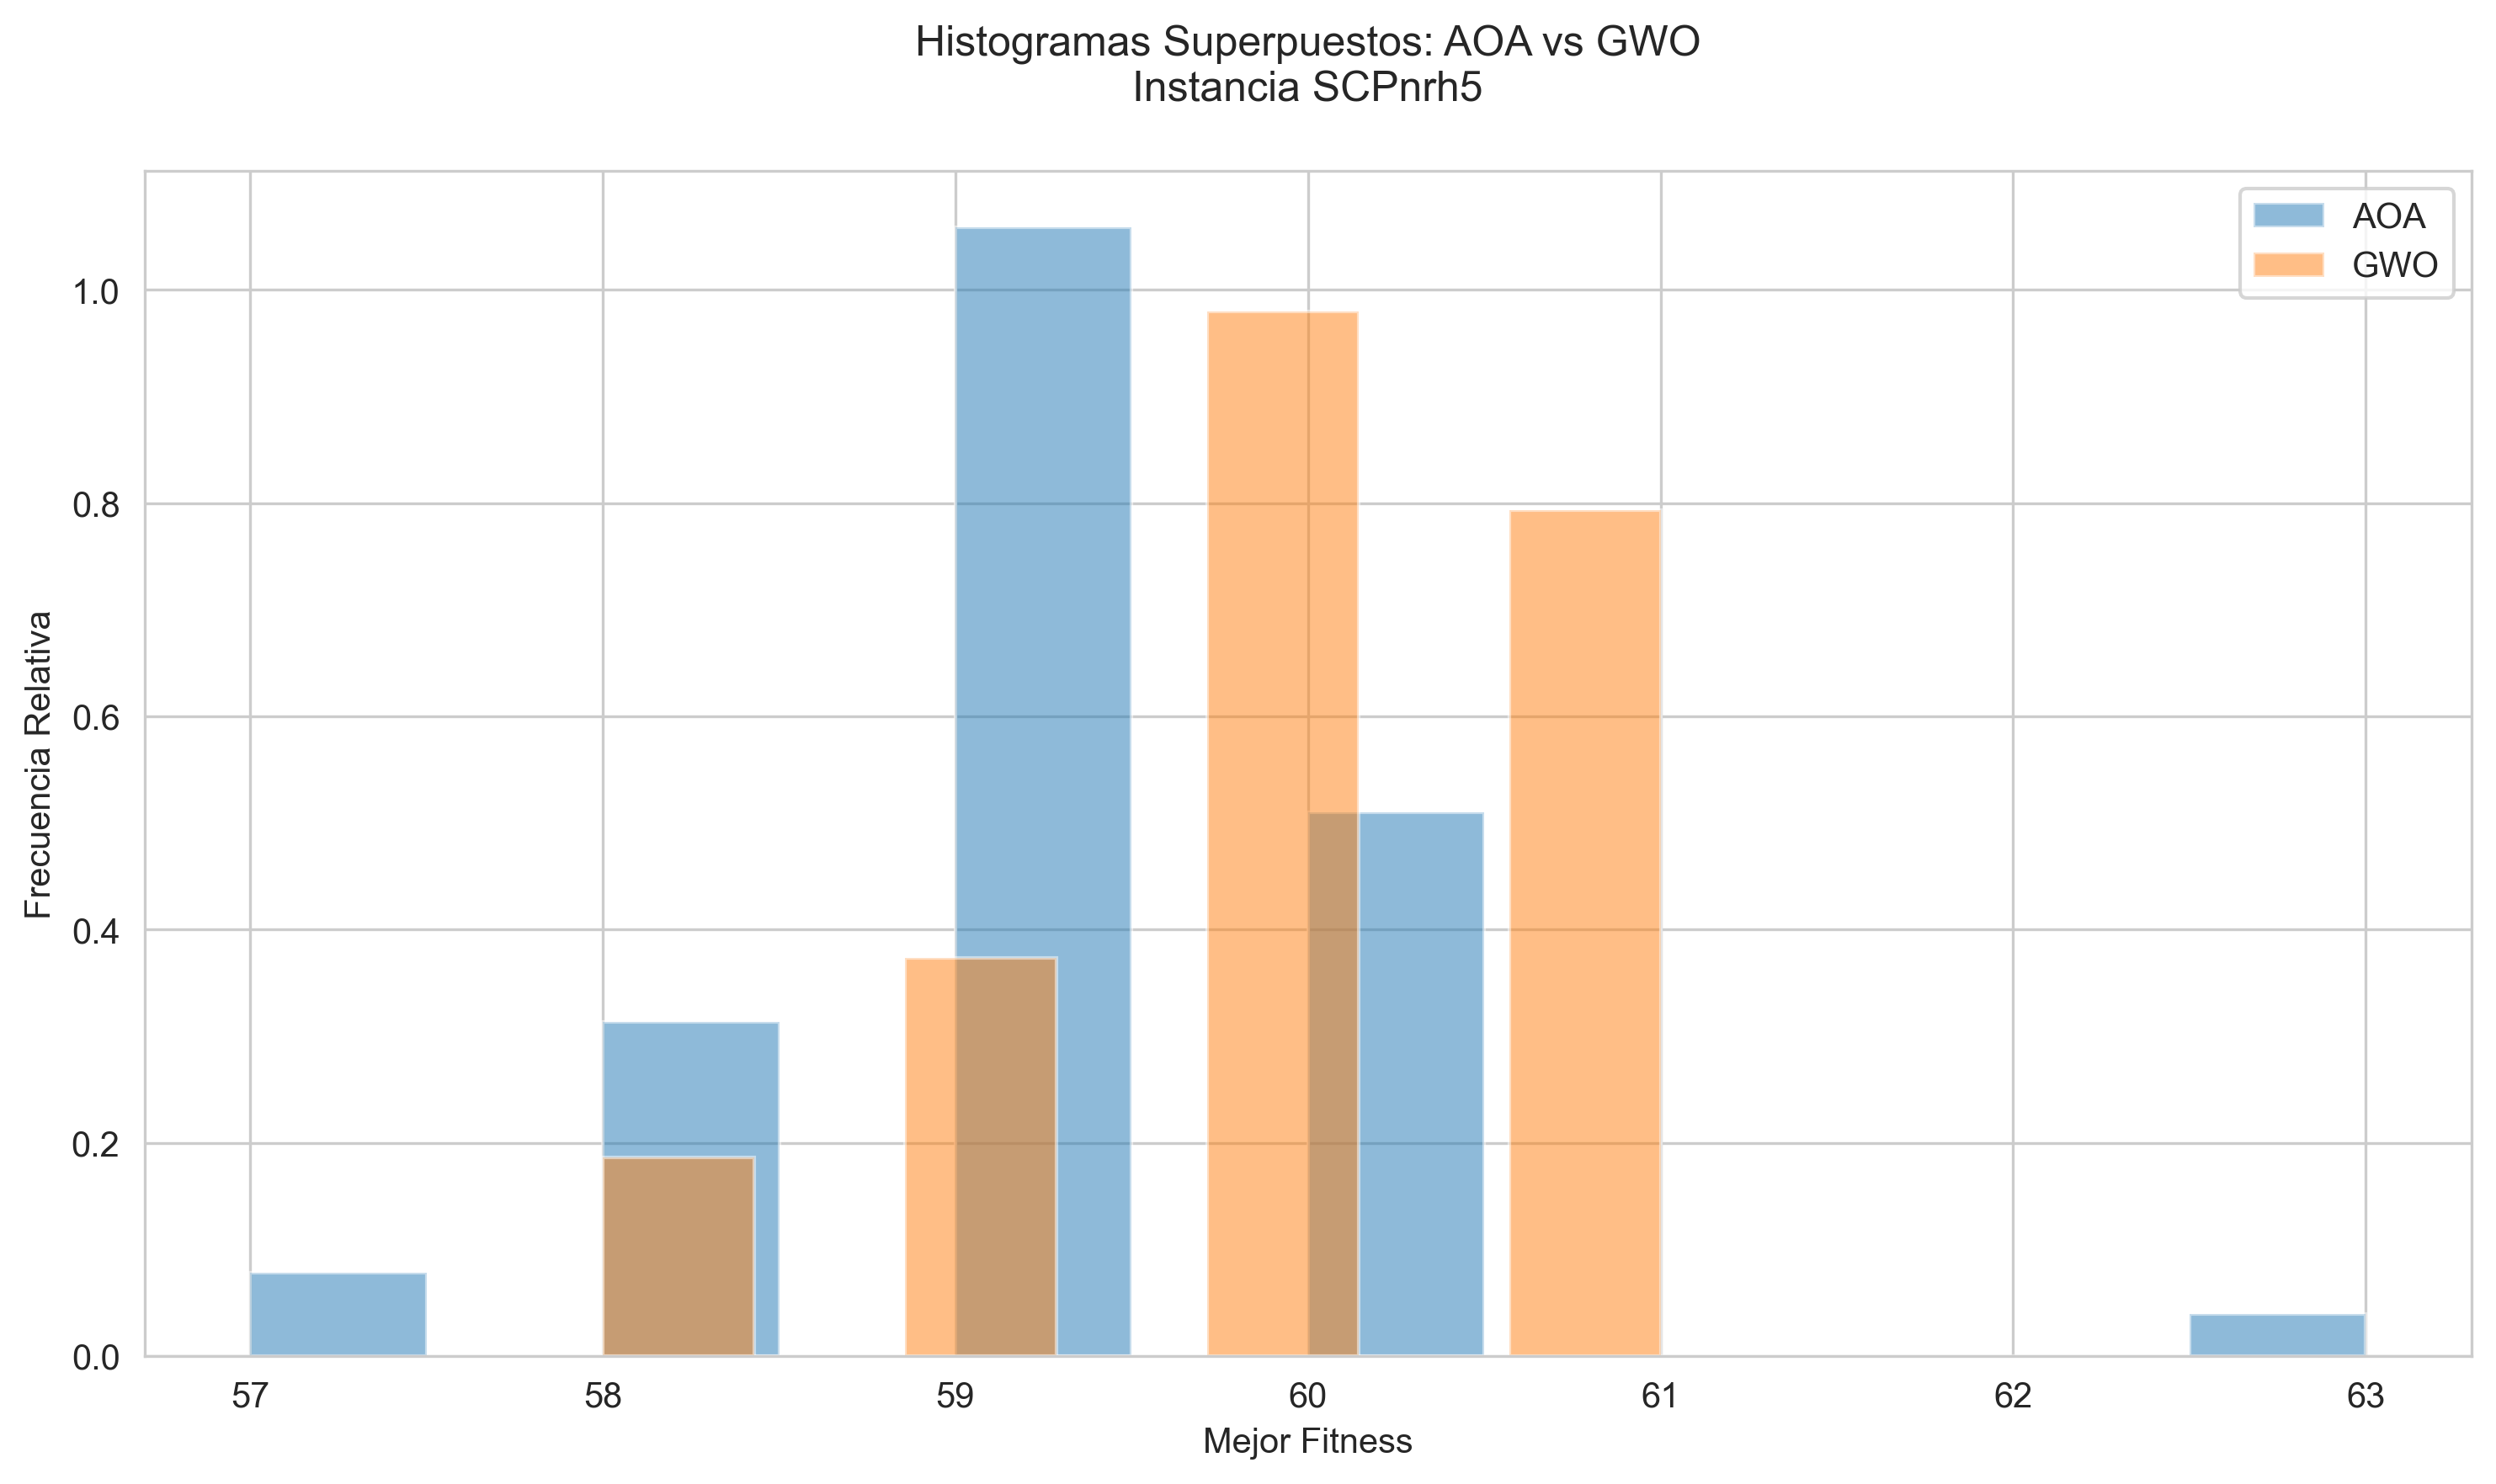 Histogramas Superpuestos: AOA vs GWO
Instancia SCPnrh5
AOA
GWO
Frecuencia Relativa
1.0
0.8
0.6
0.4
0.2
0.0
57 58 59 60 61 62 63
Mejor Fitness